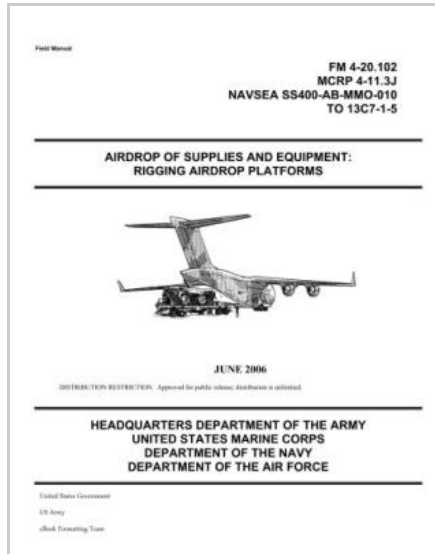 Field Manual
FM 4-20.102
MCRP 4-11.3J
NAVSEA SS400-AB-MMO-010
TO 13C7-1-5
AIRDROP OF SUPPLIES AND EQUIPMENT:
RIGGING AIRDROP PLATFORMS
JUNE 2006
DISTRIBUTION RESTRICTION: Approved for public release; distribution is unlimited
HEADQUARTERS DEPARTMENT OF THE ARMY
UNITED STATES MARINE CORPS
DEPARTMENT OF THE NAVY
DEPARTMENT OF THE AIR FORCE
United States Government
US Army
eBook Formatting Team